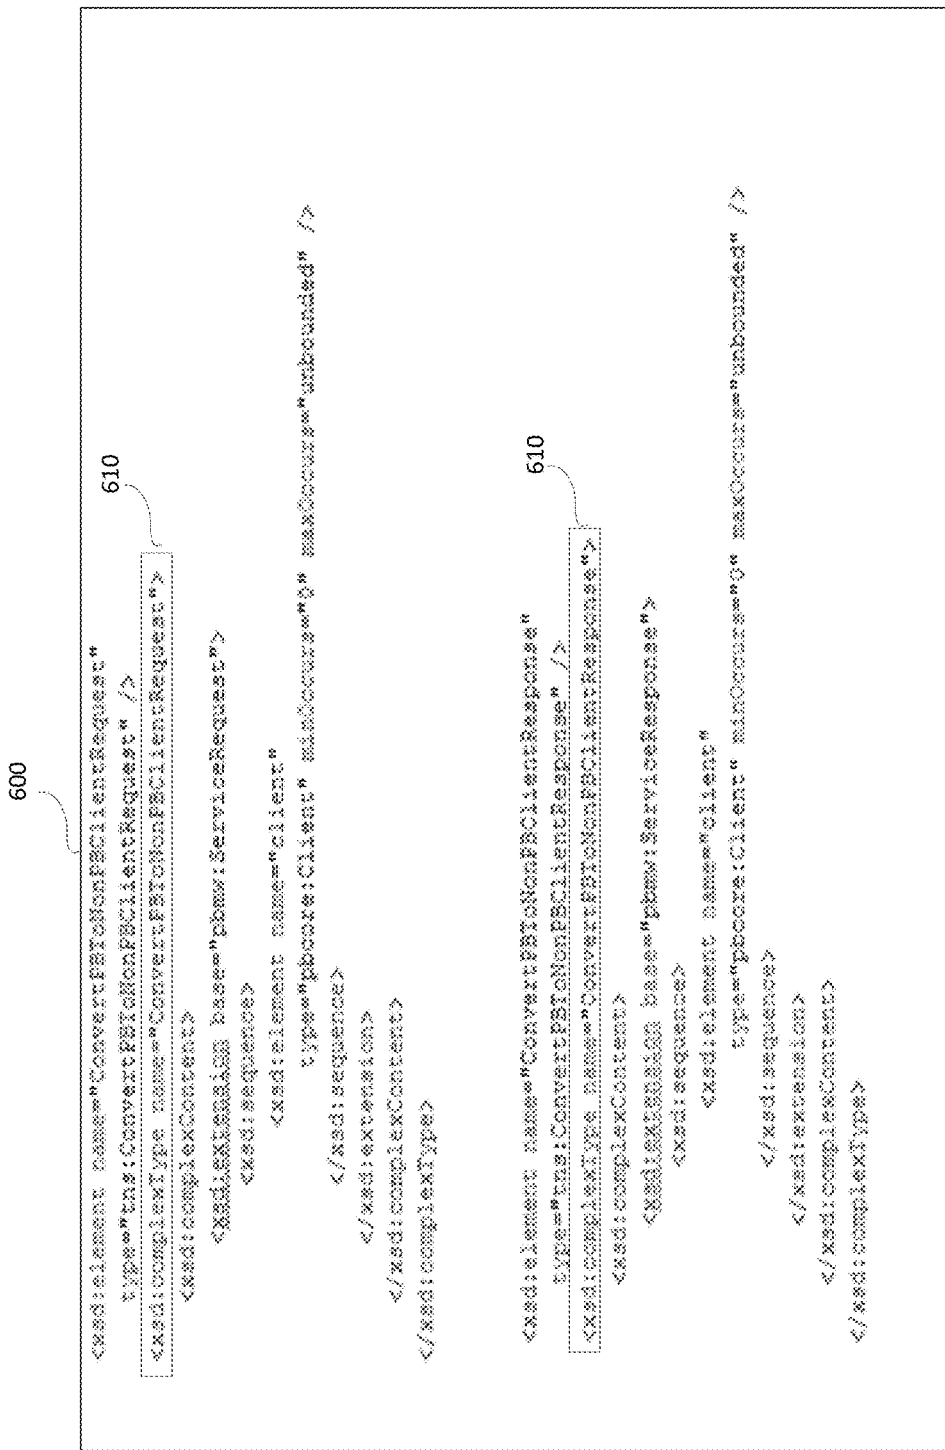 600
<xsd:element name="ConvertPBToNonPBClientRequest"
type="tns:ConvertPBToNonPBClientRequest" />
<xsd:complexType name="ConvertPBToNonPBClientRequest">
610
<xsd:complexContent>
<xsd:extension base="pbmw:ServiceRequest">
<xsd:sequence>
<xsd:element name="client"
type="pbcore:Client" minOccurs="0" maxOccurs="unbounded" />
</xsd:sequence>
</xsd:extension>
</xsd:complexContent>
</xsd:complexType>
<xsd:element name="ConvertPBToNonPBClientResponse"
type="tns:ConvertPBToNonPBClientResponse" />
<xsd:complexType name="ConvertPBToNonPBClientResponse">
610
<xsd:complexContent>
<xsd:extension base="pbmw:ServiceResponse">
<xsd:sequence>
<xsd:element name="client"
type="pbcore:Client" minOccurs="0" maxOccurs="unbounded" />
</xsd:sequence>
</xsd:extension>
</xsd:complexContent>
</xsd:complexType>